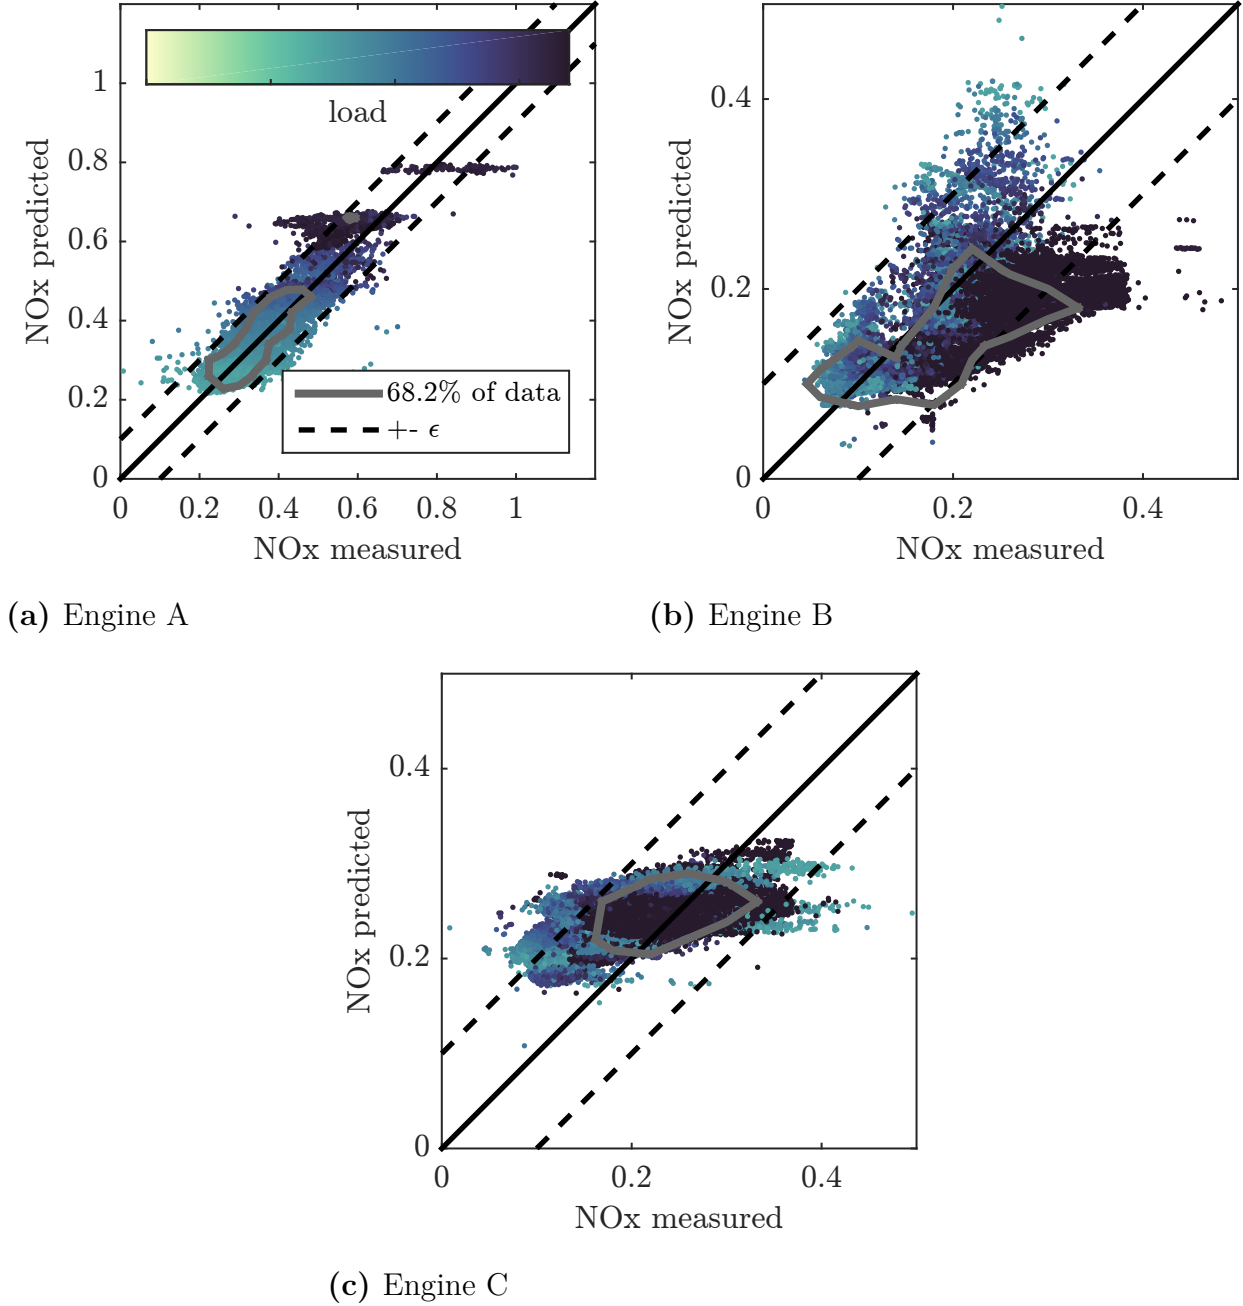 1
0.8
0.6
0.4
0.2
0
NOx predicted
load
68.2% of data
+- ϵ
0 0.2 0.4 0.6 0.8 1
NOx measured
(a) Engine A
0.4
0.2
0
NOx predicted
0 0.2 0.4
NOx measured
(b) Engine B
0.4
0.2
0
NOx predicted
0 0.2 0.4
NOx measured
(c) Engine C